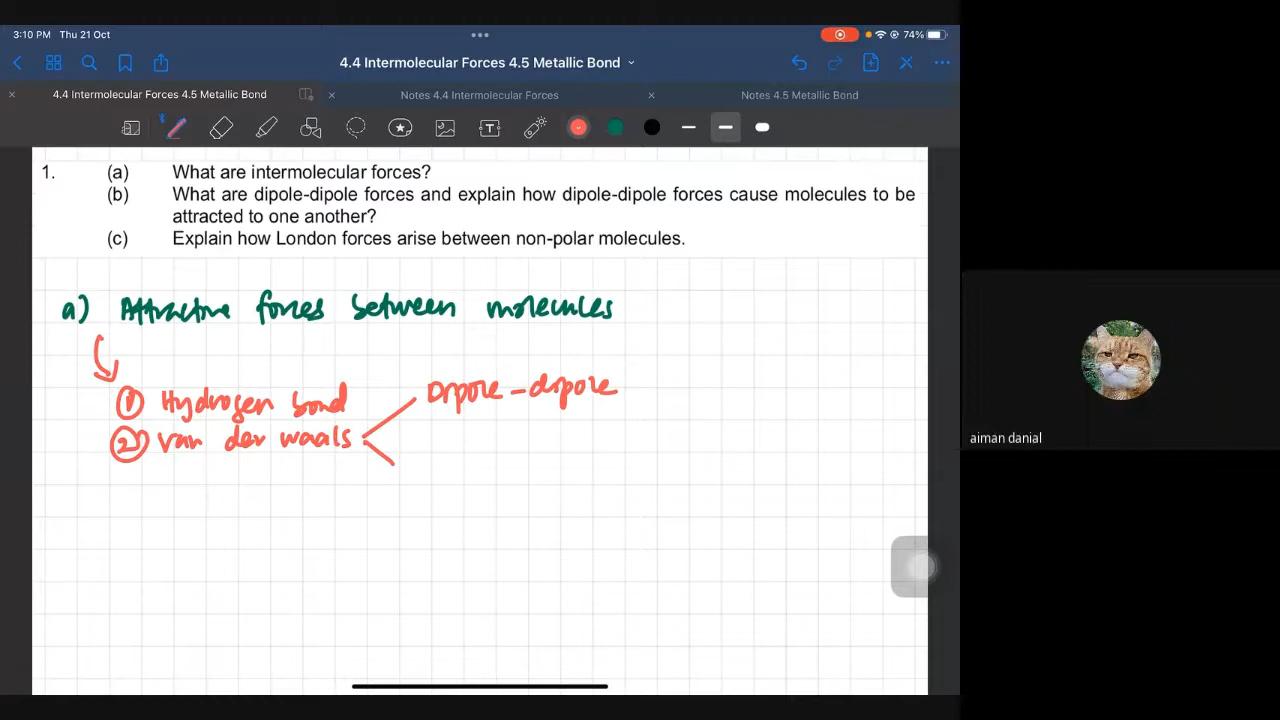 3:10 PM Thu 21 Oct
74%
4.4 Intermolecular Forces 4.5 Metallic Bond
4.4 Intermolecular Forces 4.5 Metallic Bond
Notes 4.4 Intermolecular Forces
Notes 4.5 Metallic Bond
1. (a) What are intermolecular forces?
(b) What are dipole-dipole forces and explain how dipole-dipole forces cause molecules to be
attracted to one another?
(c) Explain how London forces arise between non-polar molecules.
a) Attractive forces between molecules
① Hydrogen bond
Dipole-dipole
② van der waals
aiman danial